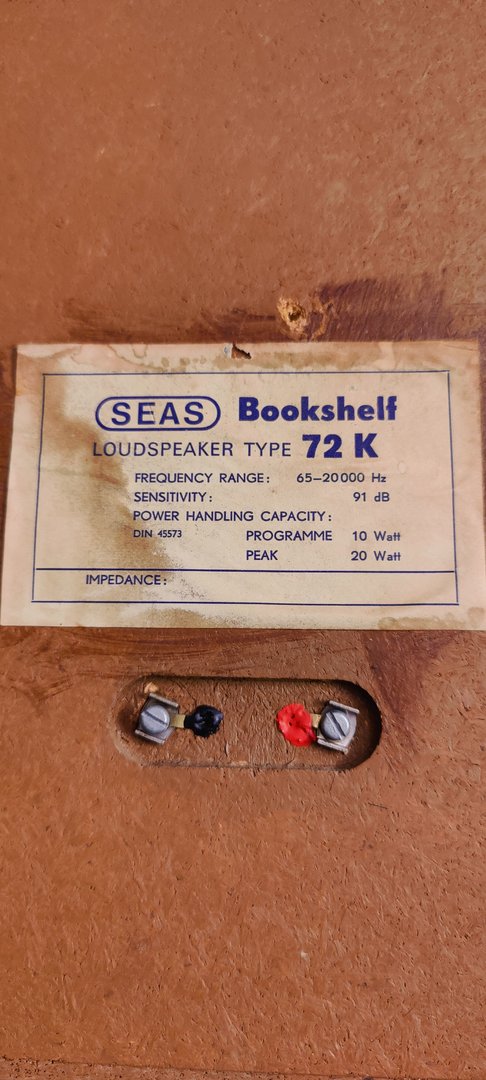 SEAS Bookshelf
LOUDSPEAKER TYPE 72 K
FREQUENCY RANGE: 65–20000 Hz
SENSITIVITY: 91 dB
POWER HANDLING CAPACITY:
DIN 45573 PROGRAMME 10 Watt
PEAK 20 Watt
IMPEDANCE: